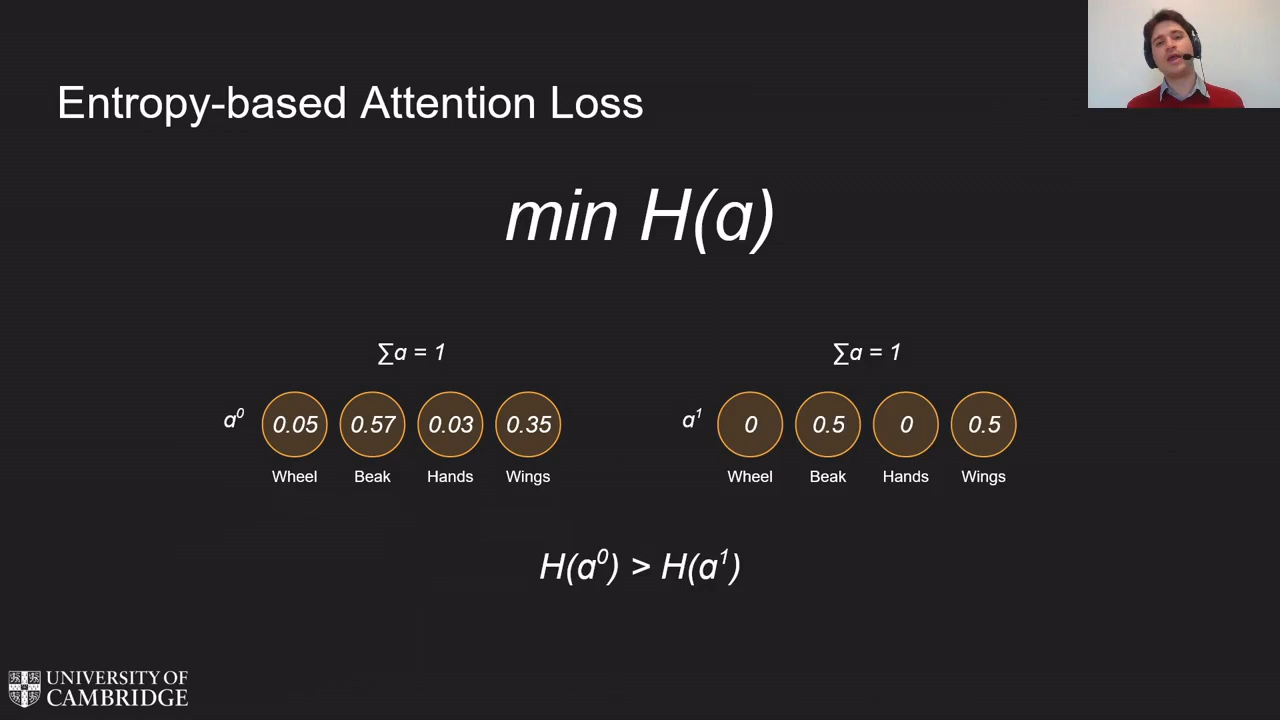 Entropy-based Attention Loss
min H(a)
∑a = 1
∑a = 1
a⁰ 0.05 0.57 0.03 0.35
Wheel Beak Hands Wings
a¹ 0 0.5 0 0.5
Wheel Beak Hands Wings
H(a⁰) > H(a¹)
UNIVERSITY OF
CAMBRIDGE